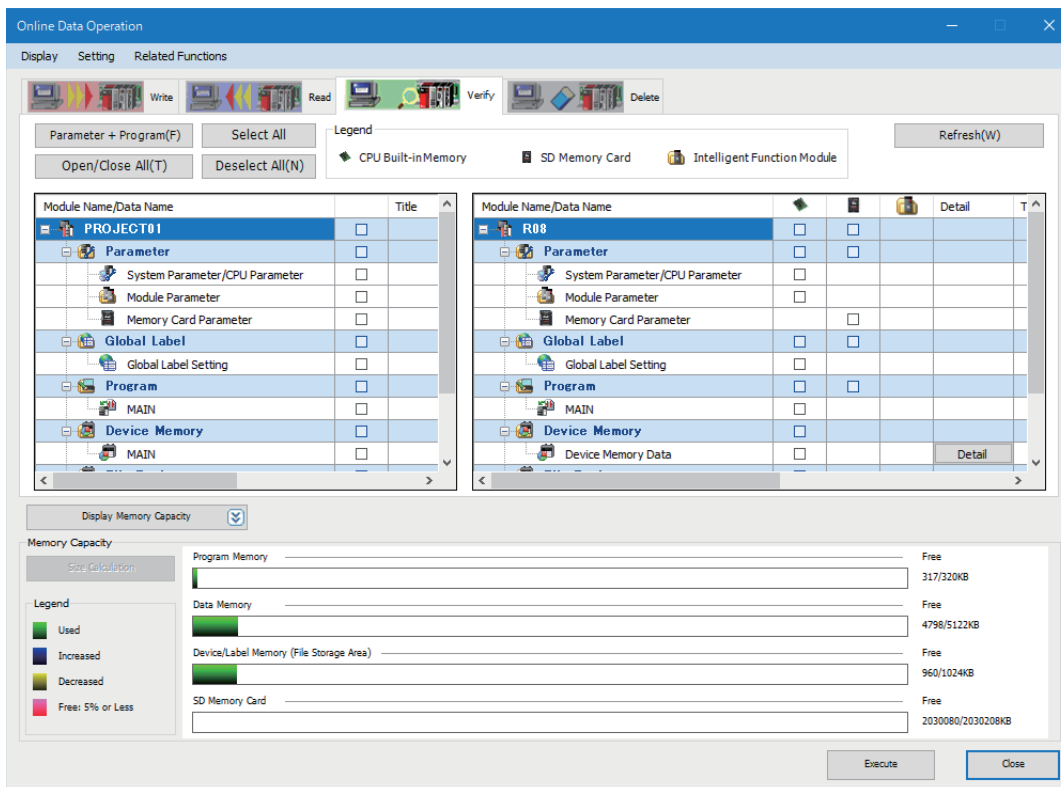 Online Data Operation
Display Setting Related Functions
Write Read Verify Delete
Parameter + Program(F) Select All Legend Refresh(W)
CPU Built-in Memory SD Memory Card Intelligent Function Module
Open/Close All(T) Deselect All(N)
Module Name/Data Name Title
PROJECT01
Parameter
System Parameter/CPU Parameter
Module Parameter
Memory Card Parameter
Global Label
Global Label Setting
Program
MAIN
Device Memory
MAIN
Module Name/Data Name Detail T
R08
Parameter
System Parameter/CPU Parameter
Module Parameter
Memory Card Parameter
Global Label
Global Label Setting
Program
MAIN
Device Memory
Device Memory Data Detail
Display Memory Capacity
Memory Capacity
Size Calculation
Legend
Used
Increased
Decreased
Free: 5% or Less
Program Memory Free
317/320KB
Data Memory Free
4798/5122KB
Device/Label Memory (File Storage Area) Free
960/1024KB
SD Memory Card Free
2030080/2030208KB
Execute Close